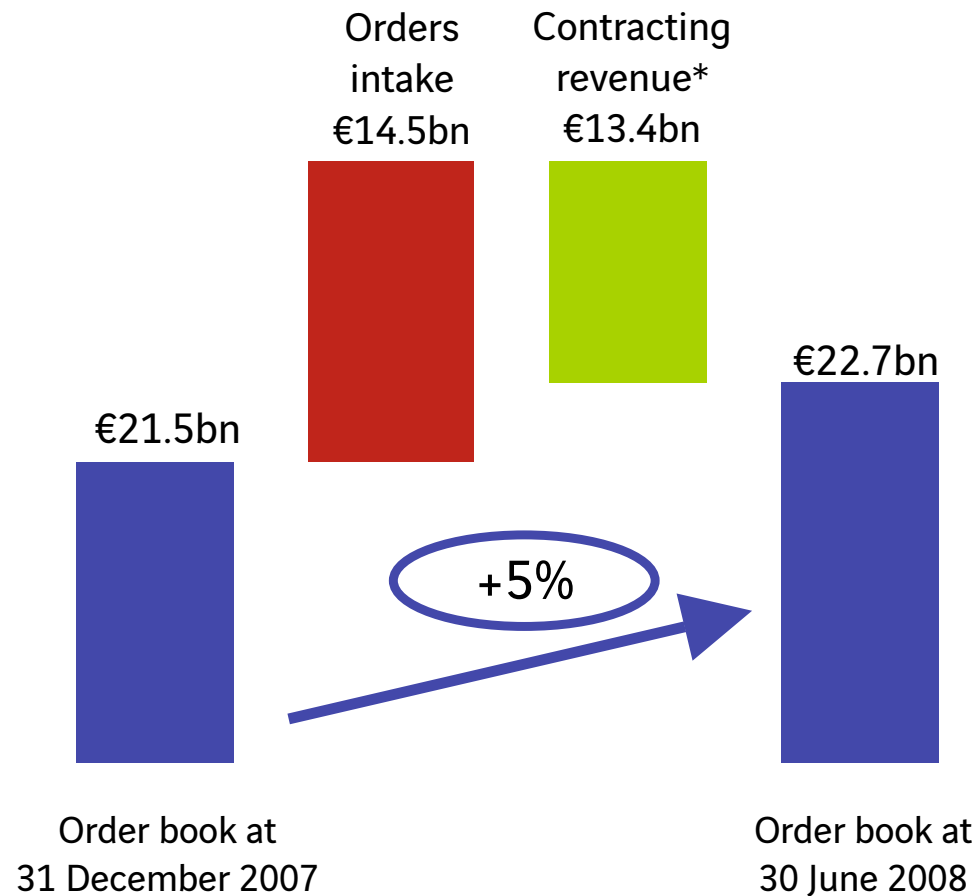 Orders
intake
€14.5bn
Contracting
revenue*
€13.4bn
€22.7bn
€21.5bn
+5%
Order book at
31 December 2007
Order book at
30 June 2008